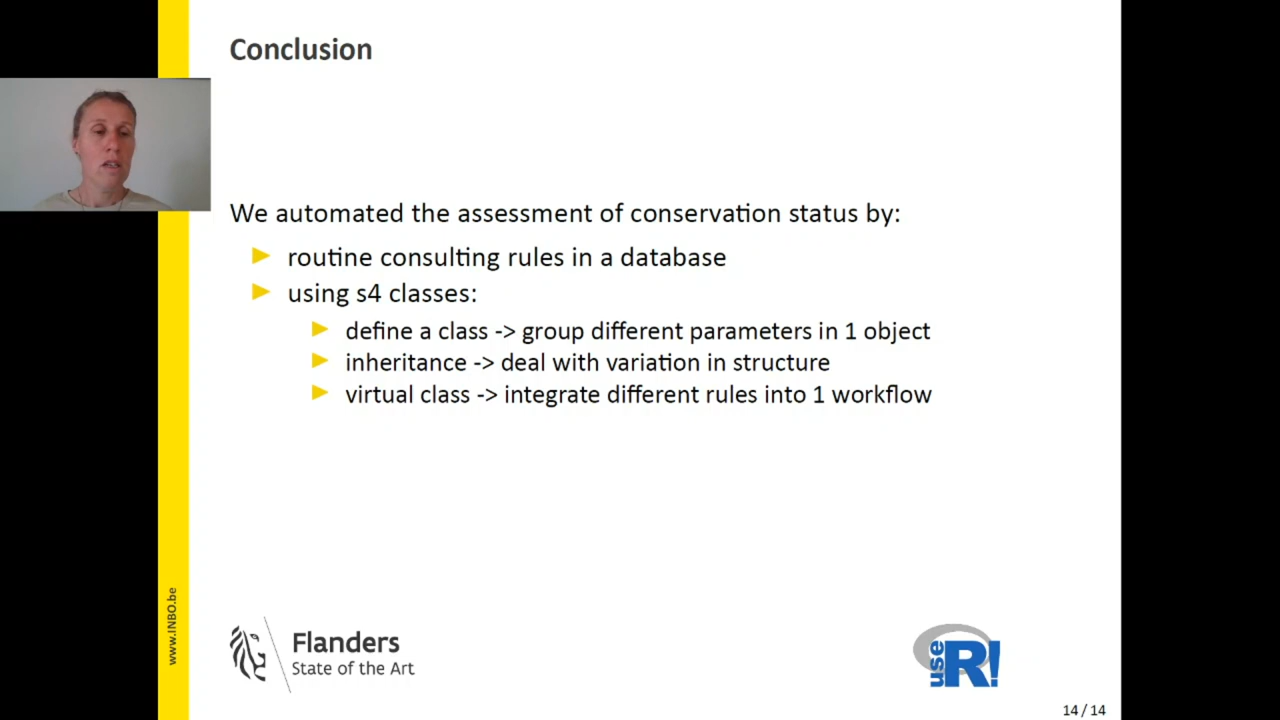 Conclusion
We automated the assessment of conservation status by:
routine consulting rules in a database
using s4 classes:
define a class -> group different parameters in 1 object
inheritance -> deal with variation in structure
virtual class -> integrate different rules into 1 workflow
www.INBO.be
Flanders
State of the Art
use R!
14 / 14